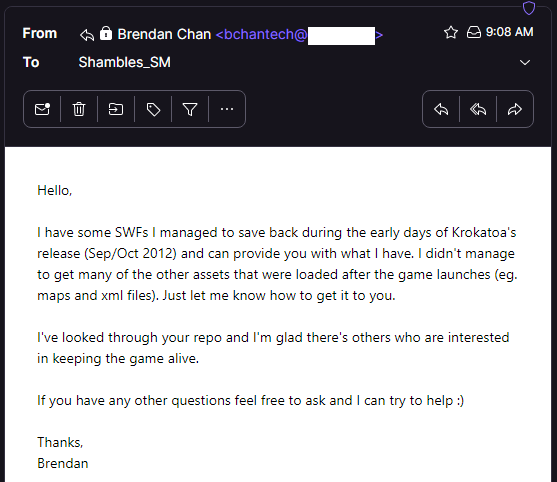 From Brendan Chan <bchantech@ > 9:08 AM
To Shambles_SM
Hello,
I have some SWFs I managed to save back during the early days of Krokatoa's
release (Sep/Oct 2012) and can provide you with what I have. I didn't manage
to get many of the other assets that were loaded after the game launches (eg.
maps and xml files). Just let me know how to get it to you.
I've looked through your repo and I'm glad there's others who are interested
in keeping the game alive.
If you have any other questions feel free to ask and I can try to help :)
Thanks,
Brendan